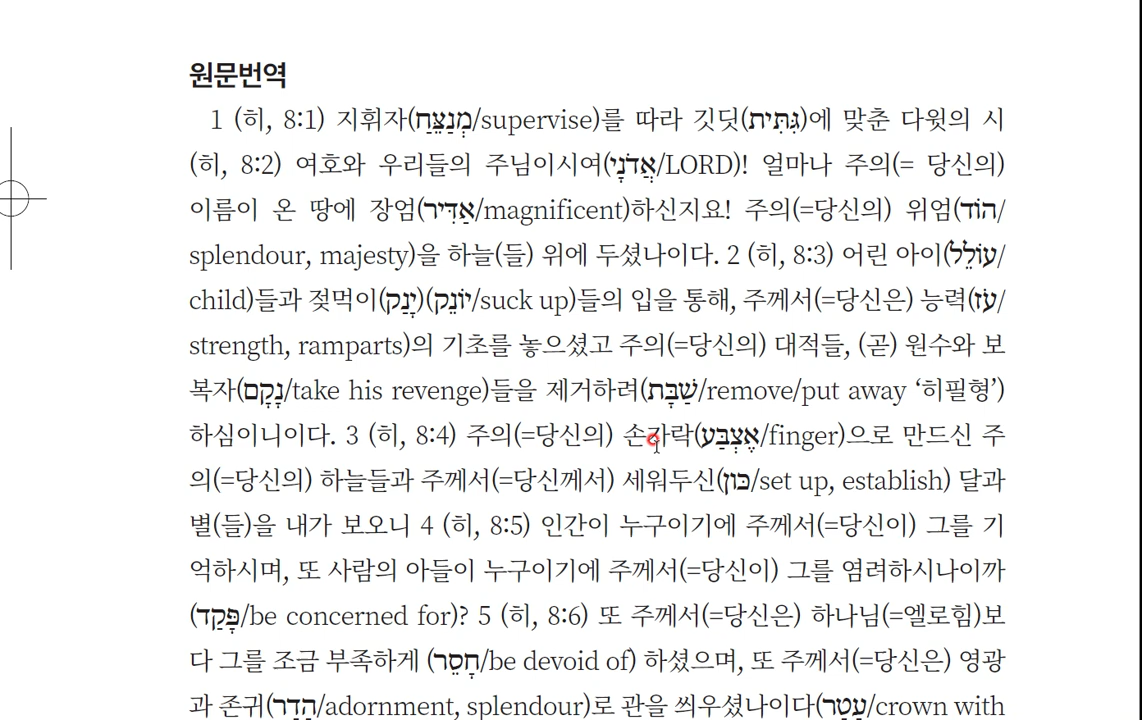 원문번역
1 (히, 8:1) 지휘자(מְנַצֵּחַ/supervise)를 따라 깃딧(גִּתִּית)에 맞춘 다윗의 시
(히, 8:2) 여호와 우리들의 주님이시여(אֲדֹנָי/LORD)! 얼마나 주의(= 당신의)
이름이 온 땅에 장엄(אַדִּיר/magnificent)하신지요! 주의(=당신의) 위엄(הוֹד/
splendour, majesty)을 하늘(들) 위에 두셨나이다. 2 (히, 8:3) 어린 아이(עוֹלֵל/
child)들과 젖먹이(יָנַק)(יוֹנֵק/suck up)들의 입을 통해, 주께서(=당신은) 능력(עֹז/
strength, ramparts)의 기초를 놓으셨고 주의(=당신의) 대적들, (곧) 원수와 보
복자(נָקָם/take his revenge)들을 제거하려(שַׁבָּת/remove/put away ‘히필형’)
하심이니이다. 3 (히, 8:4) 주의(=당신의) 손가락(אֶצְבַּע/finger)으로 만드신 주
의(=당신의) 하늘들과 주께서(=당신께서) 세워두신(כּוּן/set up, establish) 달과
별(들)을 내가 보오니 4 (히, 8:5) 인간이 누구이기에 주께서(=당신이) 그를 기
억하시며, 또 사람의 아들이 누구이기에 주께서(=당신이) 그를 염려하시나이까
(פָּקַד/be concerned for)? 5 (히, 8:6) 또 주께서(=당신은) 하나님(=엘로힘)보
다 그를 조금 부족하게 (חָסֵר/be devoid of) 하셨으며, 또 주께서(=당신은) 영광
과 존귀(הָדָר/adornment, splendour)로 관을 씌우셨나이다(עָטַר/crown with